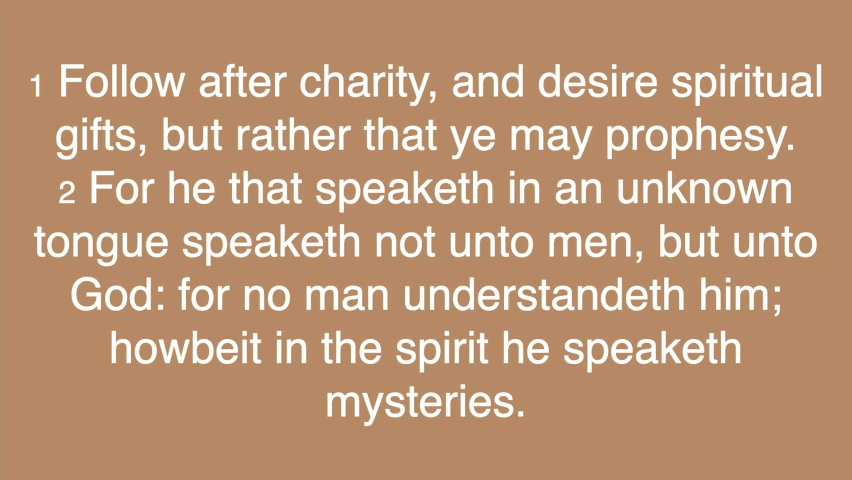 1 Follow after charity, and desire spiritual
gifts, but rather that ye may prophesy.
2 For he that speaketh in an unknown
tongue speaketh not unto men, but unto
God: for no man understandeth him;
howbeit in the spirit he speaketh
mysteries.